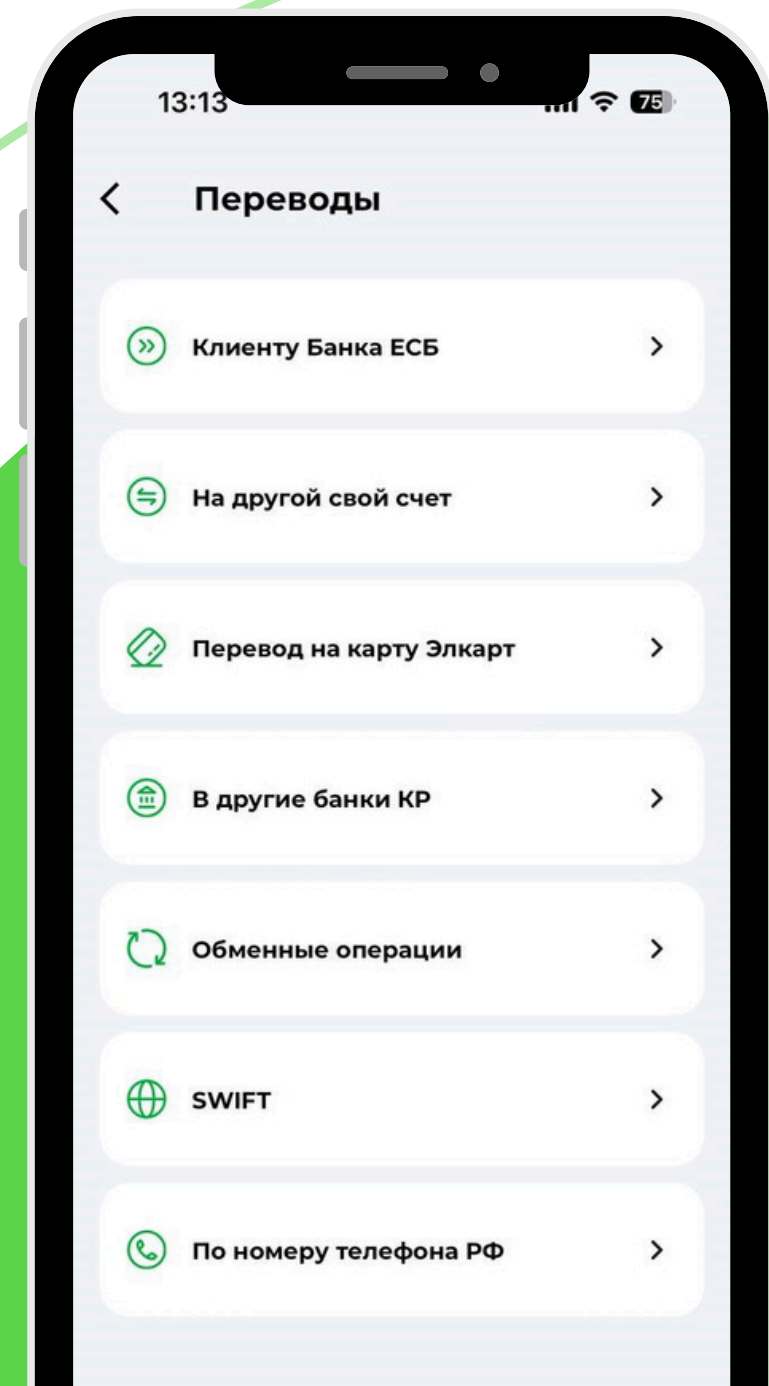 13:13
75
Переводы
Клиенту Банка ЕСБ
На другой свой счет
Перевод на карту Элкарт
В другие банки КР
Обменные операции
SWIFT
По номеру телефона РФ